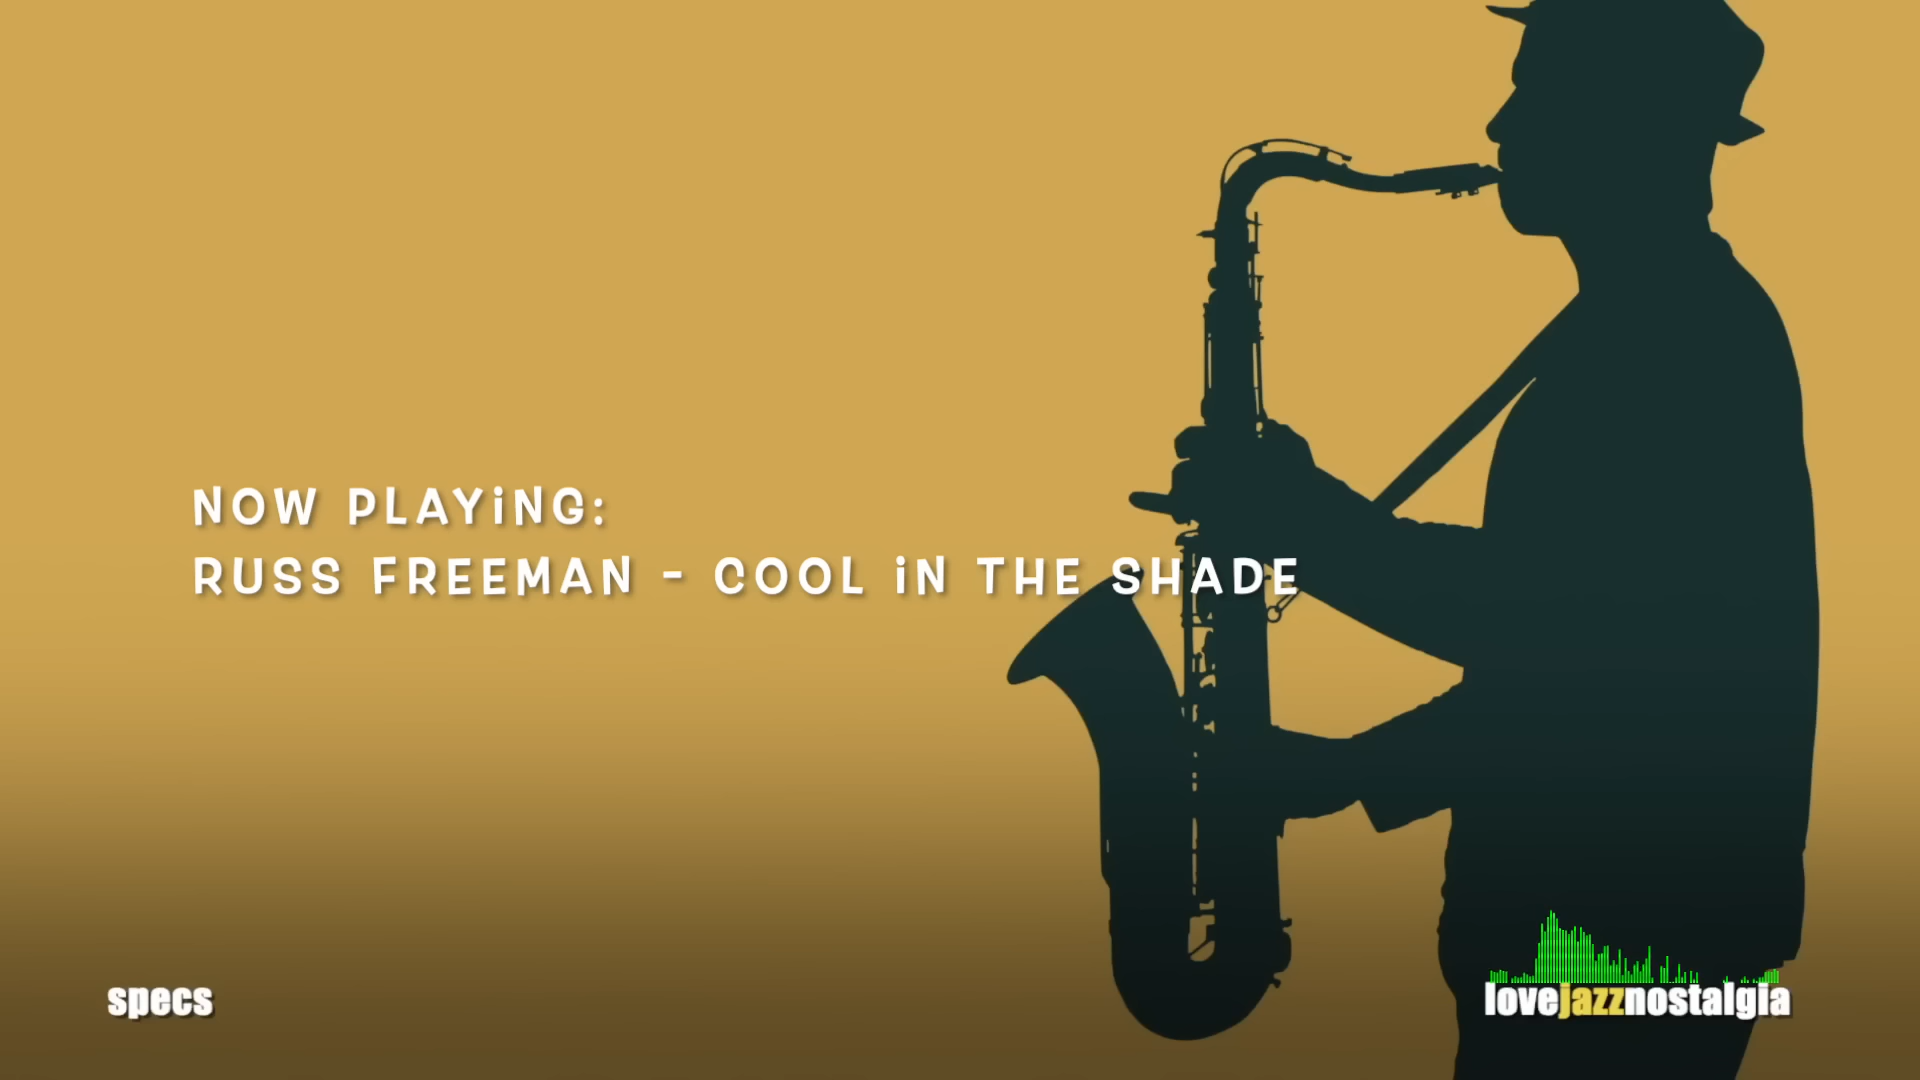 NOW PLAYiNG:
RUSS FREEMAN - COOL iN THE SHADE
specs
lovejazznostalgia